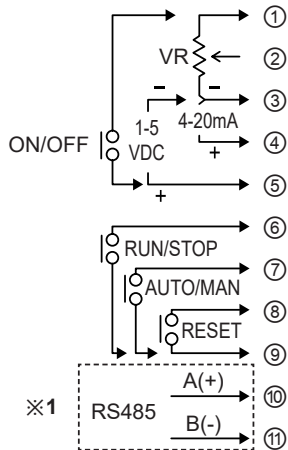 ①
VR ②
− − ③
1-5 VDC 4-20mA
ON/OFF + ④
+ ⑤
⑥
RUN/STOP
⑦
AUTO/MAN
⑧
RESET
⑨
A(+) ⑩
※1 RS485
B(-) ⑪